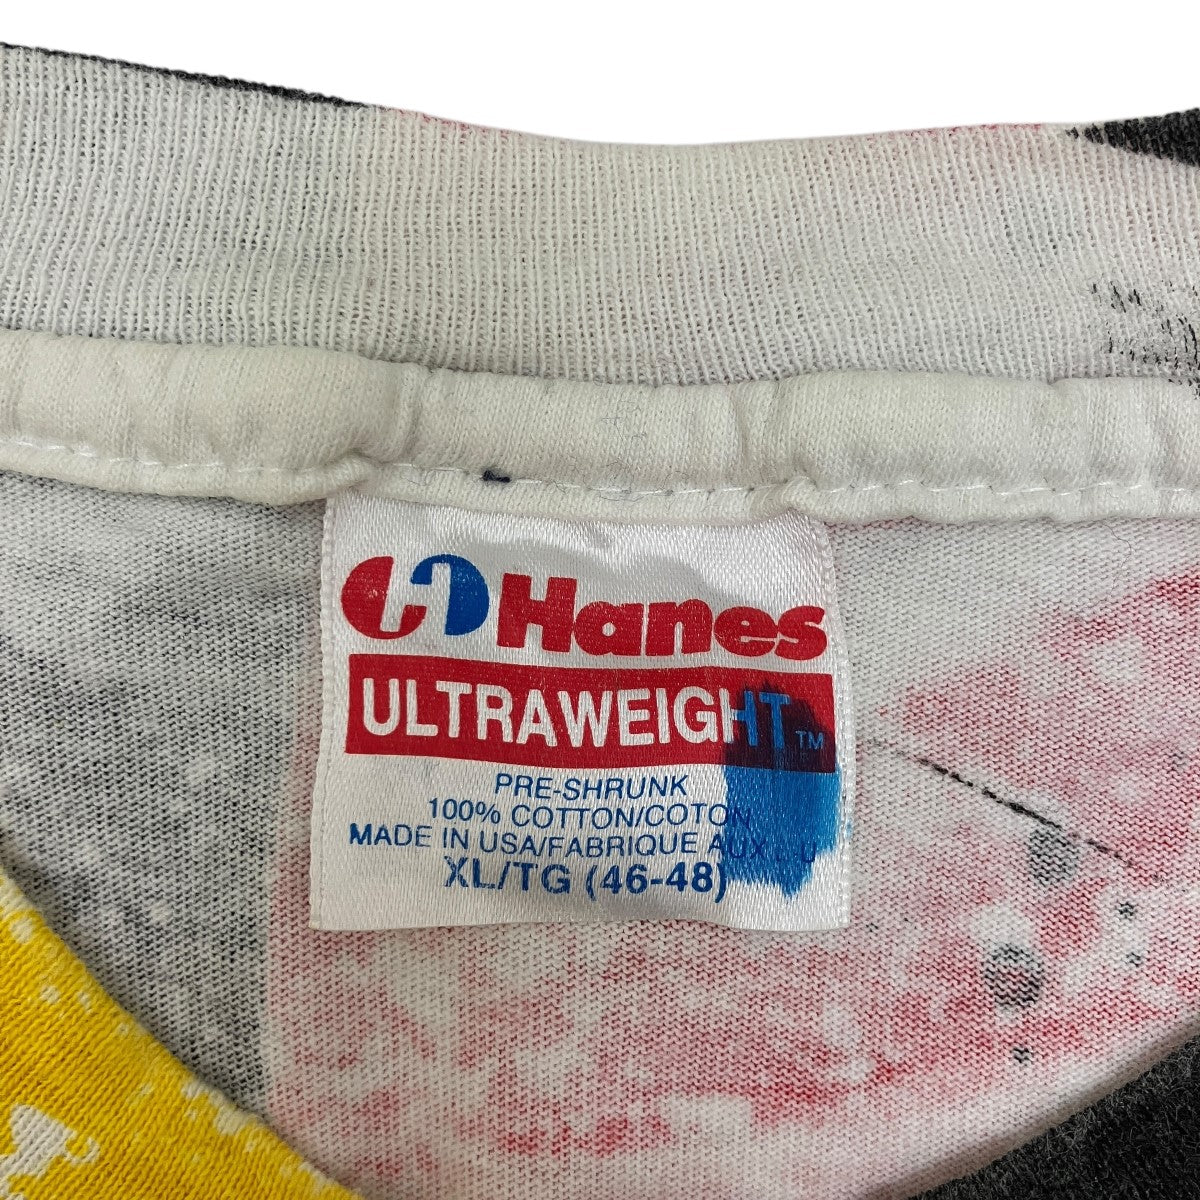 Hanes
ULTRAWEIGHT™
PRE-SHRUNK
100% COTTON/COTON
MADE IN USA/FABRIQUE AUX
XL/TG (46-48)